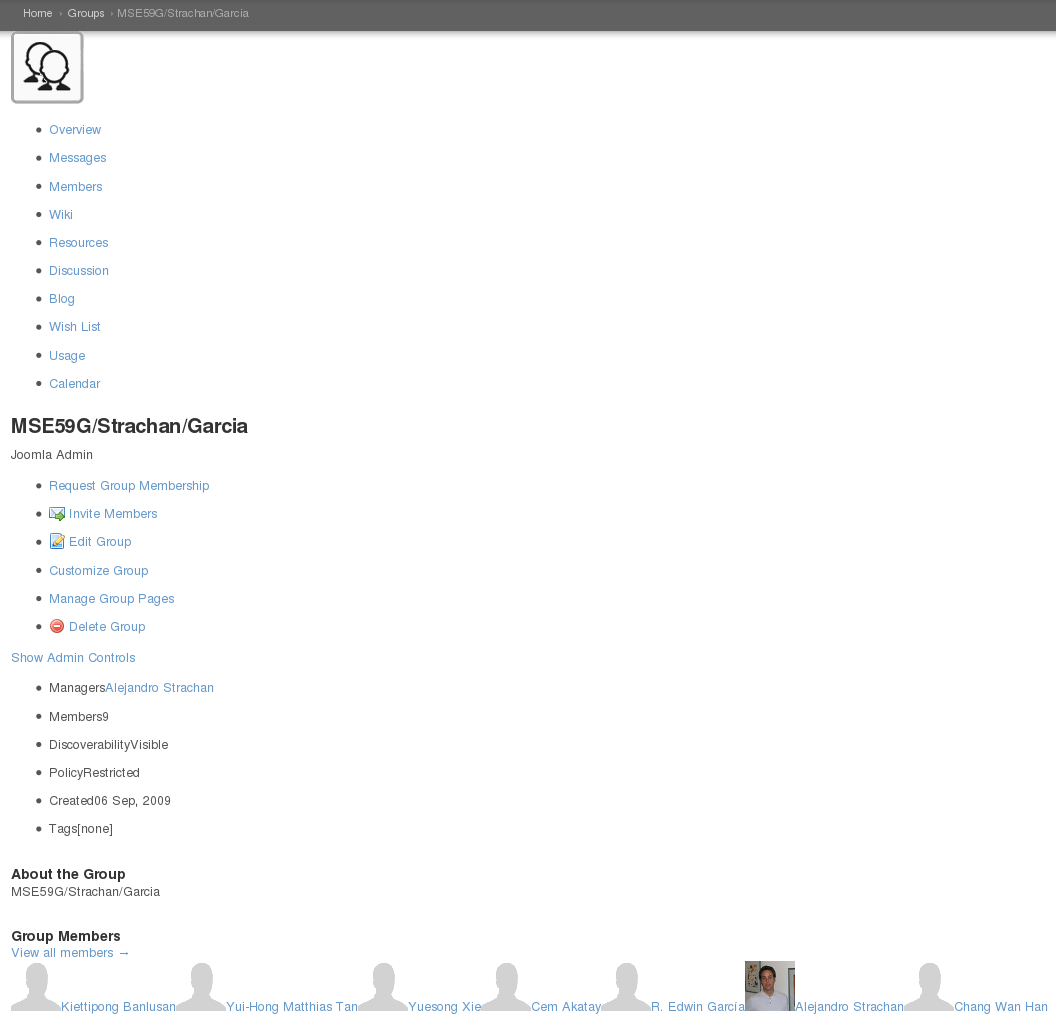 Home › Groups › MSE59G/Strachan/Garcia
Overview
Messages
Members
Wiki
Resources
Discussion
Blog
Wish List
Usage
Calendar
MSE59G/Strachan/Garcia
Joomla Admin
Request Group Membership
Invite Members
Edit Group
Customize Group
Manage Group Pages
Delete Group
Show Admin Controls
ManagersAlejandro Strachan
Members9
DiscoverabilityVisible
PolicyRestricted
Created06 Sep, 2009
Tags[none]
About the Group
MSE59G/Strachan/Garcia
Group Members
View all members →
Kiettipong Banlusan Yui-Hong Matthias Tan Yuesong Xie Cem Akatay R. Edwin García Alejandro Strachan Chang Wan Han